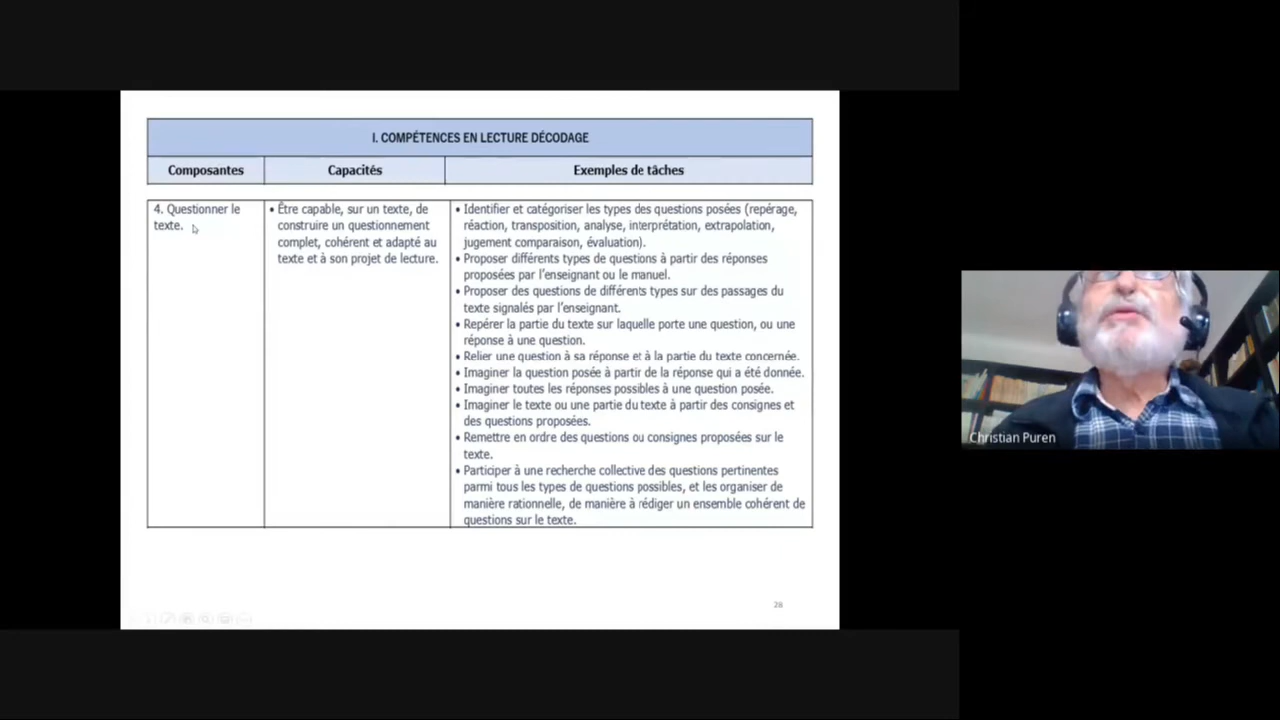 I. COMPÉTENCES EN LECTURE DÉCODAGE
Composantes
Capacités
Exemples de tâches
4. Questionner le
texte.
• Être capable, sur un texte, de
construire un questionnement
complet, cohérent et adapté au
texte et à son projet de lecture.
• Identifier et catégoriser les types des questions posées (repérage,
réaction, transposition, analyse, interprétation, extrapolation,
jugement comparaison, évaluation).
• Proposer différents types de questions à partir des réponses
proposées par l'enseignant ou le manuel.
• Proposer des questions de différents types sur des passages du
texte signalés par l'enseignant.
• Repérer la partie du texte sur laquelle porte une question, ou une
réponse à une question.
• Relier une question à sa réponse et à la partie du texte concernée.
• Imaginer la question posée à partir de la réponse qui a été donnée.
• Imaginer toutes les réponses possibles à une question posée.
• Imaginer le texte ou une partie du texte à partir des consignes et
des questions proposées.
• Remettre en ordre des questions ou consignes proposées sur le
texte.
• Participer à une recherche collective des questions pertinentes
parmi tous les types de questions possibles, et les organiser de
manière rationnelle, de manière à rédiger un ensemble cohérent de
questions sur le texte.
28
Christian Puren